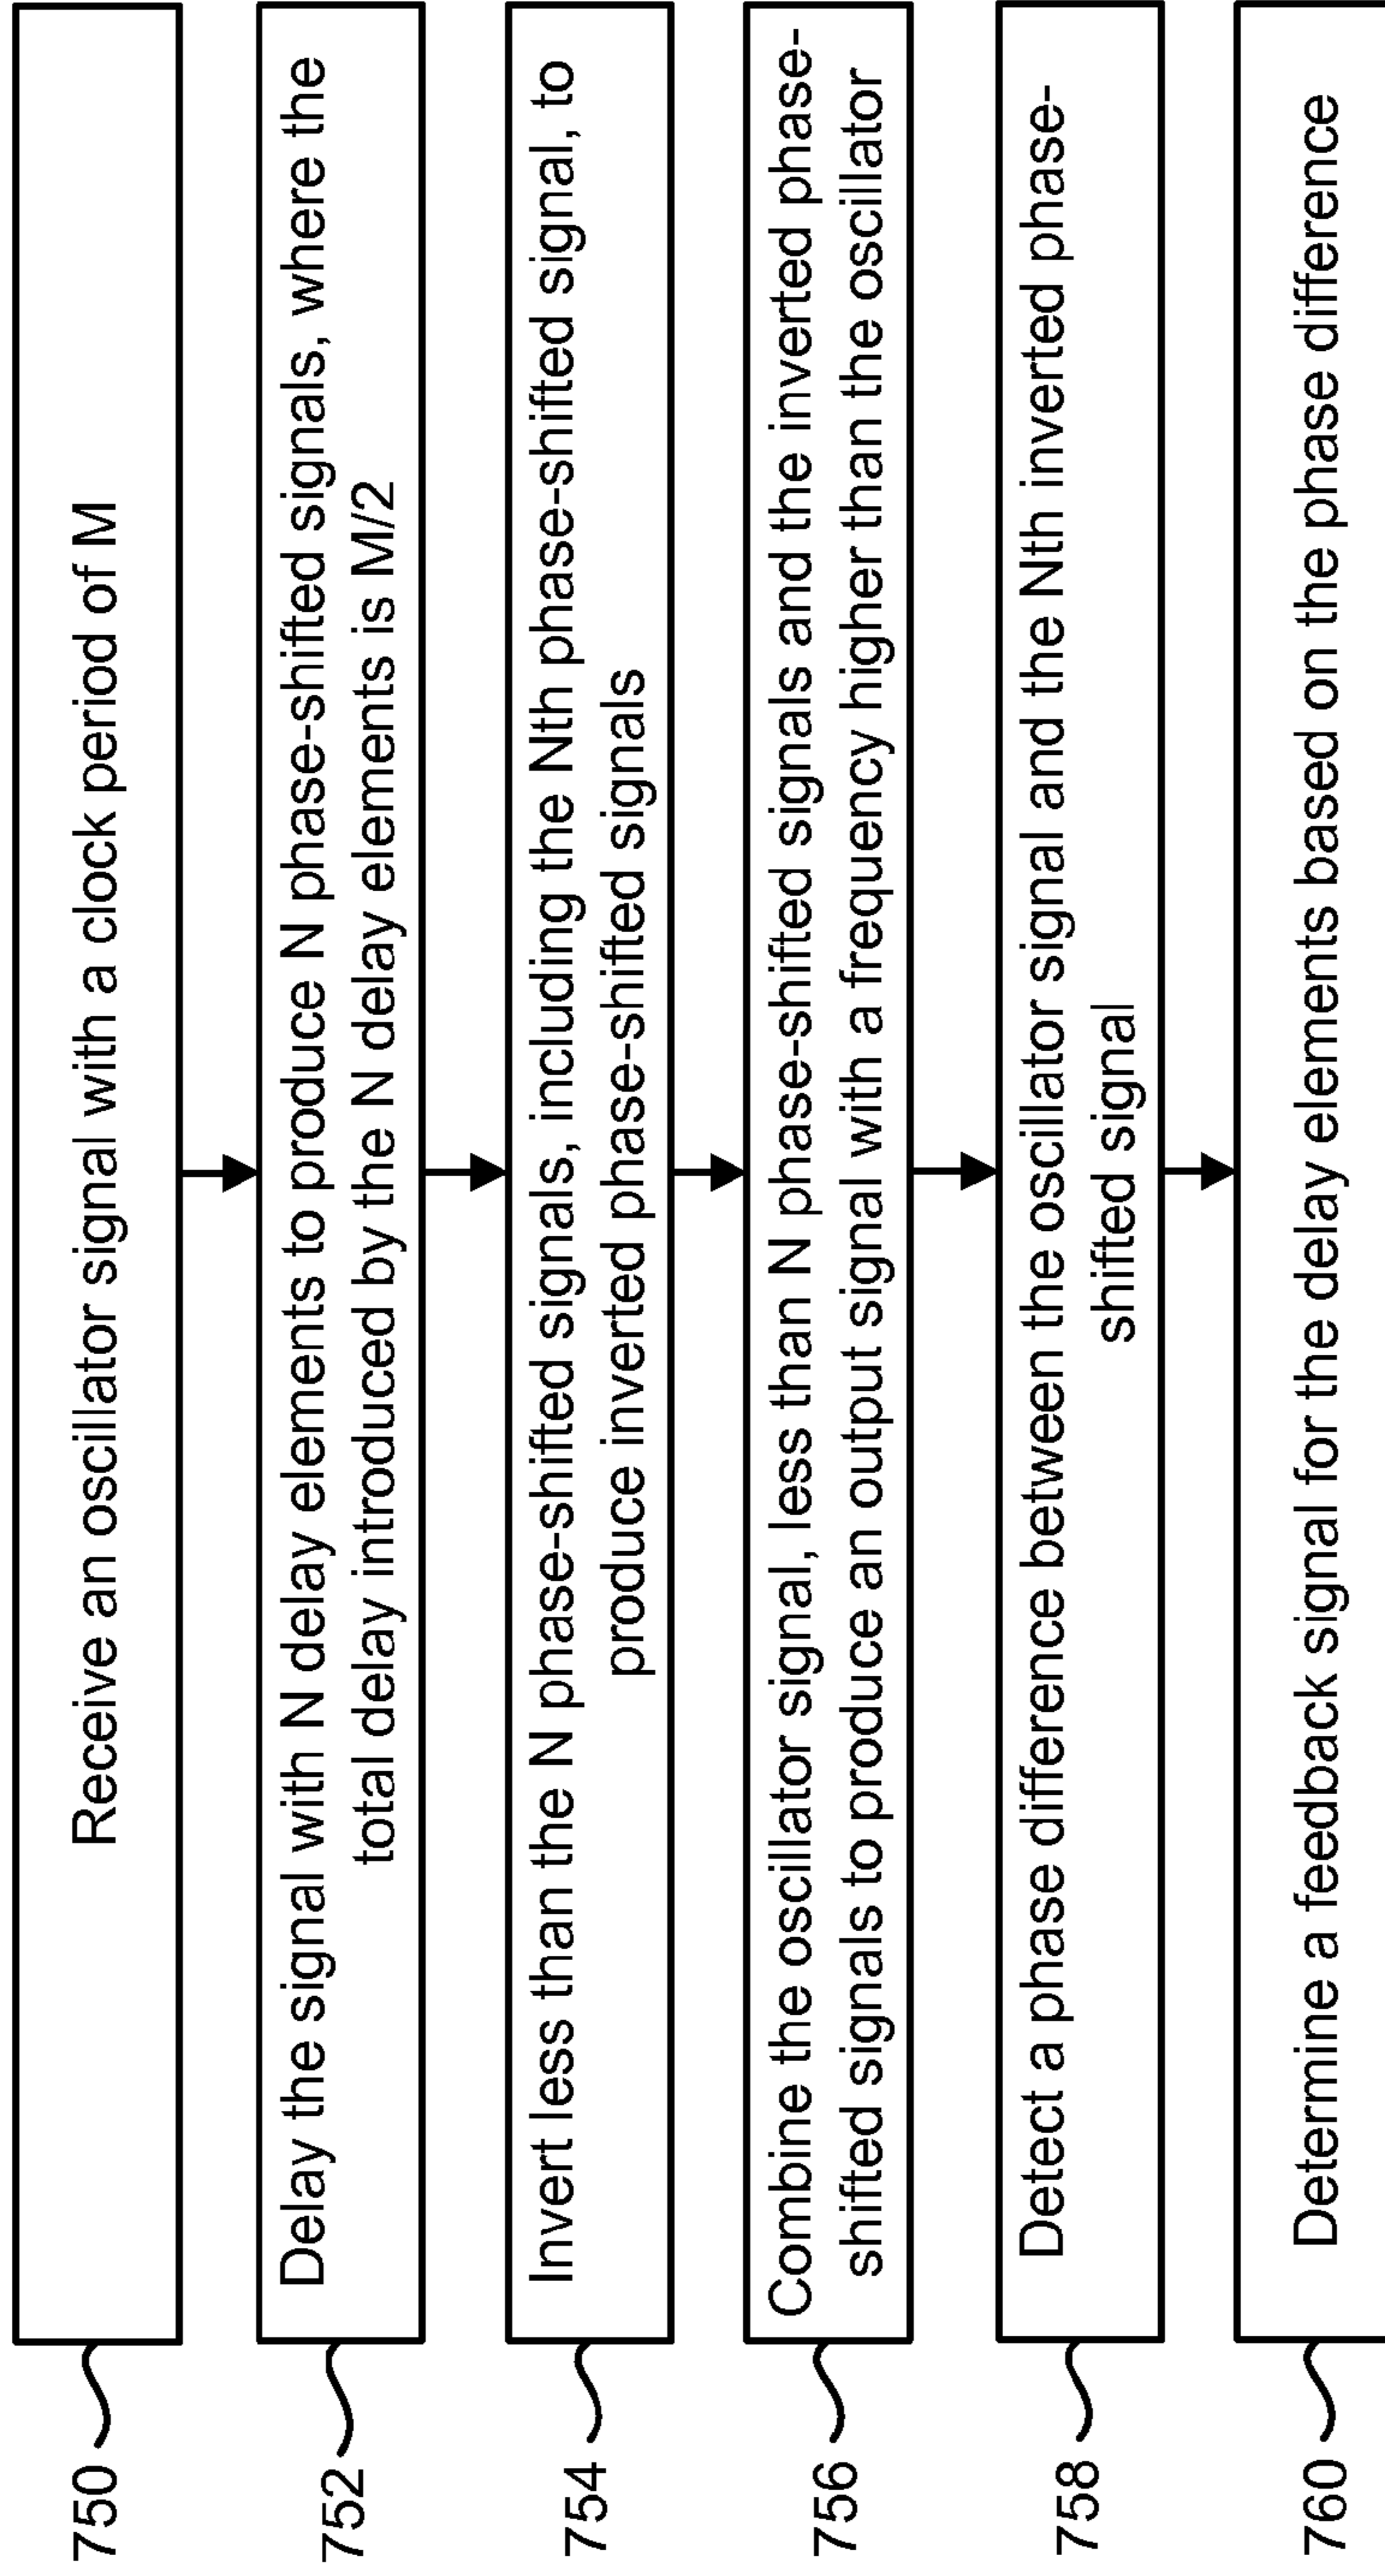 750
Receive an oscillator signal with a clock period of M
752
Delay the signal with N delay elements to produce N phase-shifted signals, where the
total delay introduced by the N delay elements is M/2
754
Invert less than the N phase-shifted signals, including the Nth phase-shifted signal, to
produce inverted phase-shifted signals
756
Combine the oscillator signal, less than N phase-shifted signals and the inverted phase-
shifted signals to produce an output signal with a frequency higher than the oscillator
758
Detect a phase difference between the oscillator signal and the Nth inverted phase-
shifted signal
760
Determine a feedback signal for the delay elements based on the phase difference